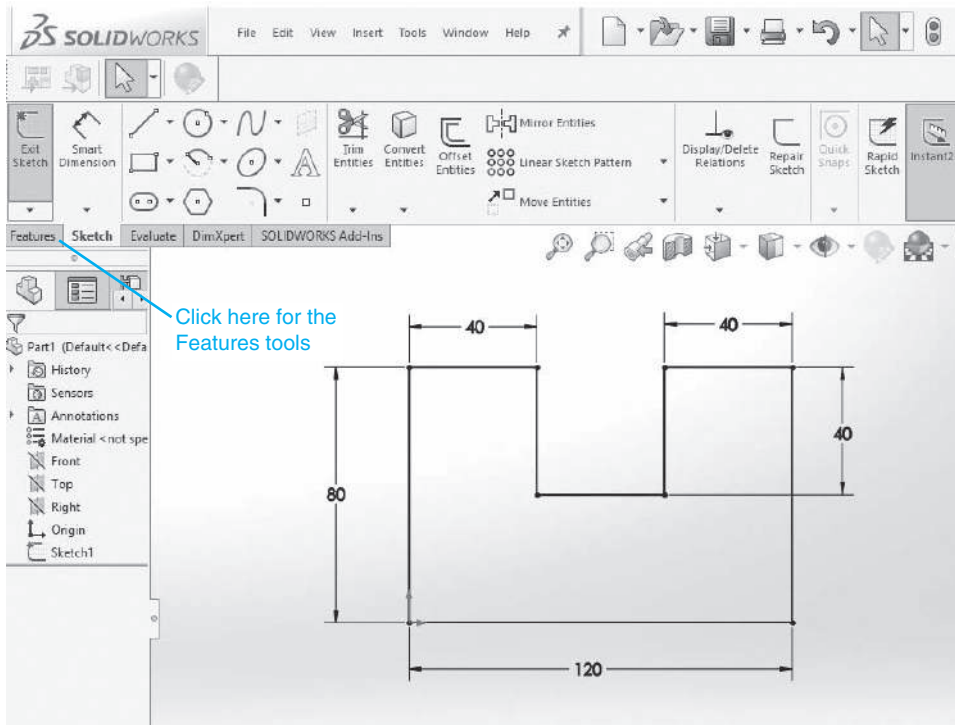 SOLIDWORKS File Edit View Insert Tools Window Help
Exit Sketch
Smart Dimension
Trim Entities
Convert Entities
Offset Entities
Mirror Entities
Linear Sketch Pattern
Move Entities
Display/Delete Relations
Repair Sketch
Quick Snaps
Rapid Sketch
Instant2
Features Sketch Evaluate DimXpert SOLIDWORKS Add-Ins
Click here for the
Features tools
Part1 (Default<<Defa
History
Sensors
A Annotations
Material <not spe
Front
Top
Right
Origin
Sketch1
40
40
40
80
120